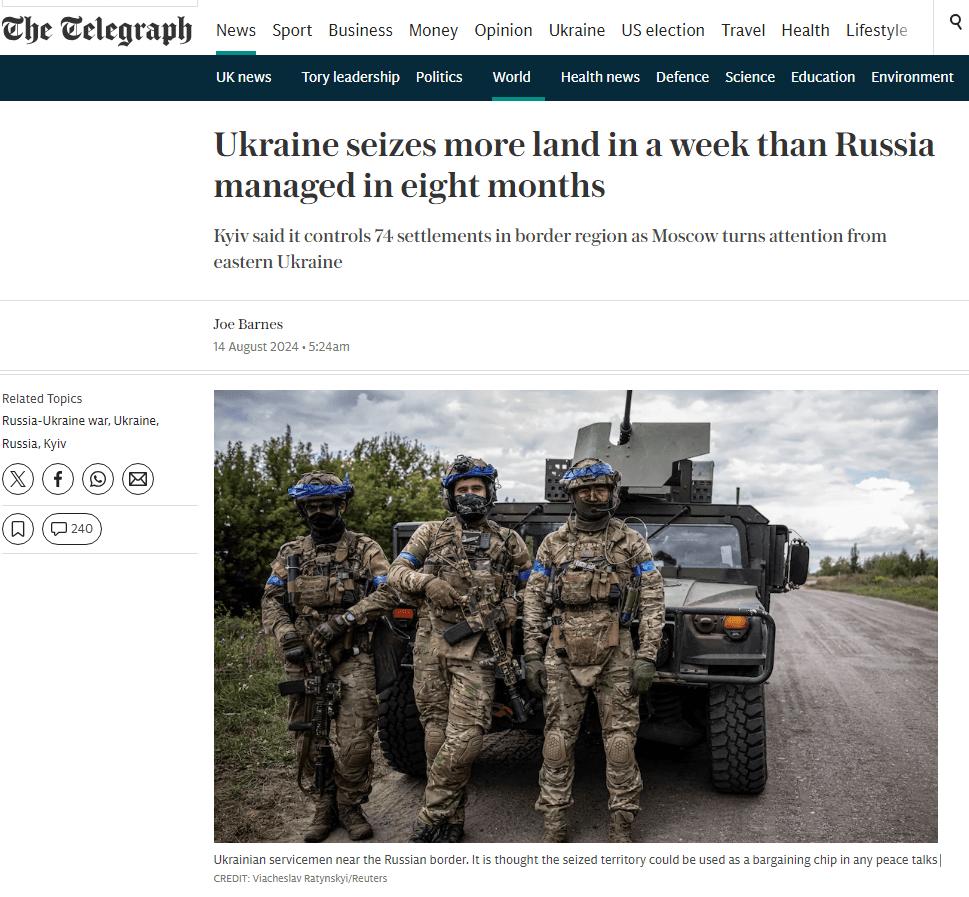 The Telegraph
News Sport Business Money Opinion Ukraine US election Travel Health Lifestyle
UK news Tory leadership Politics World Health news Defence Science Education Environment
Ukraine seizes more land in a week than Russia
managed in eight months
Kyiv said it controls 74 settlements in border region as Moscow turns attention from
eastern Ukraine
Joe Barnes
14 August 2024 • 5:24am
Related Topics
Russia-Ukraine war, Ukraine,
Russia, Kyiv
240
Ukrainian servicemen near the Russian border. It is thought the seized territory could be used as a bargaining chip in any peace talks
CREDIT: Viacheslav Ratynskyi/Reuters